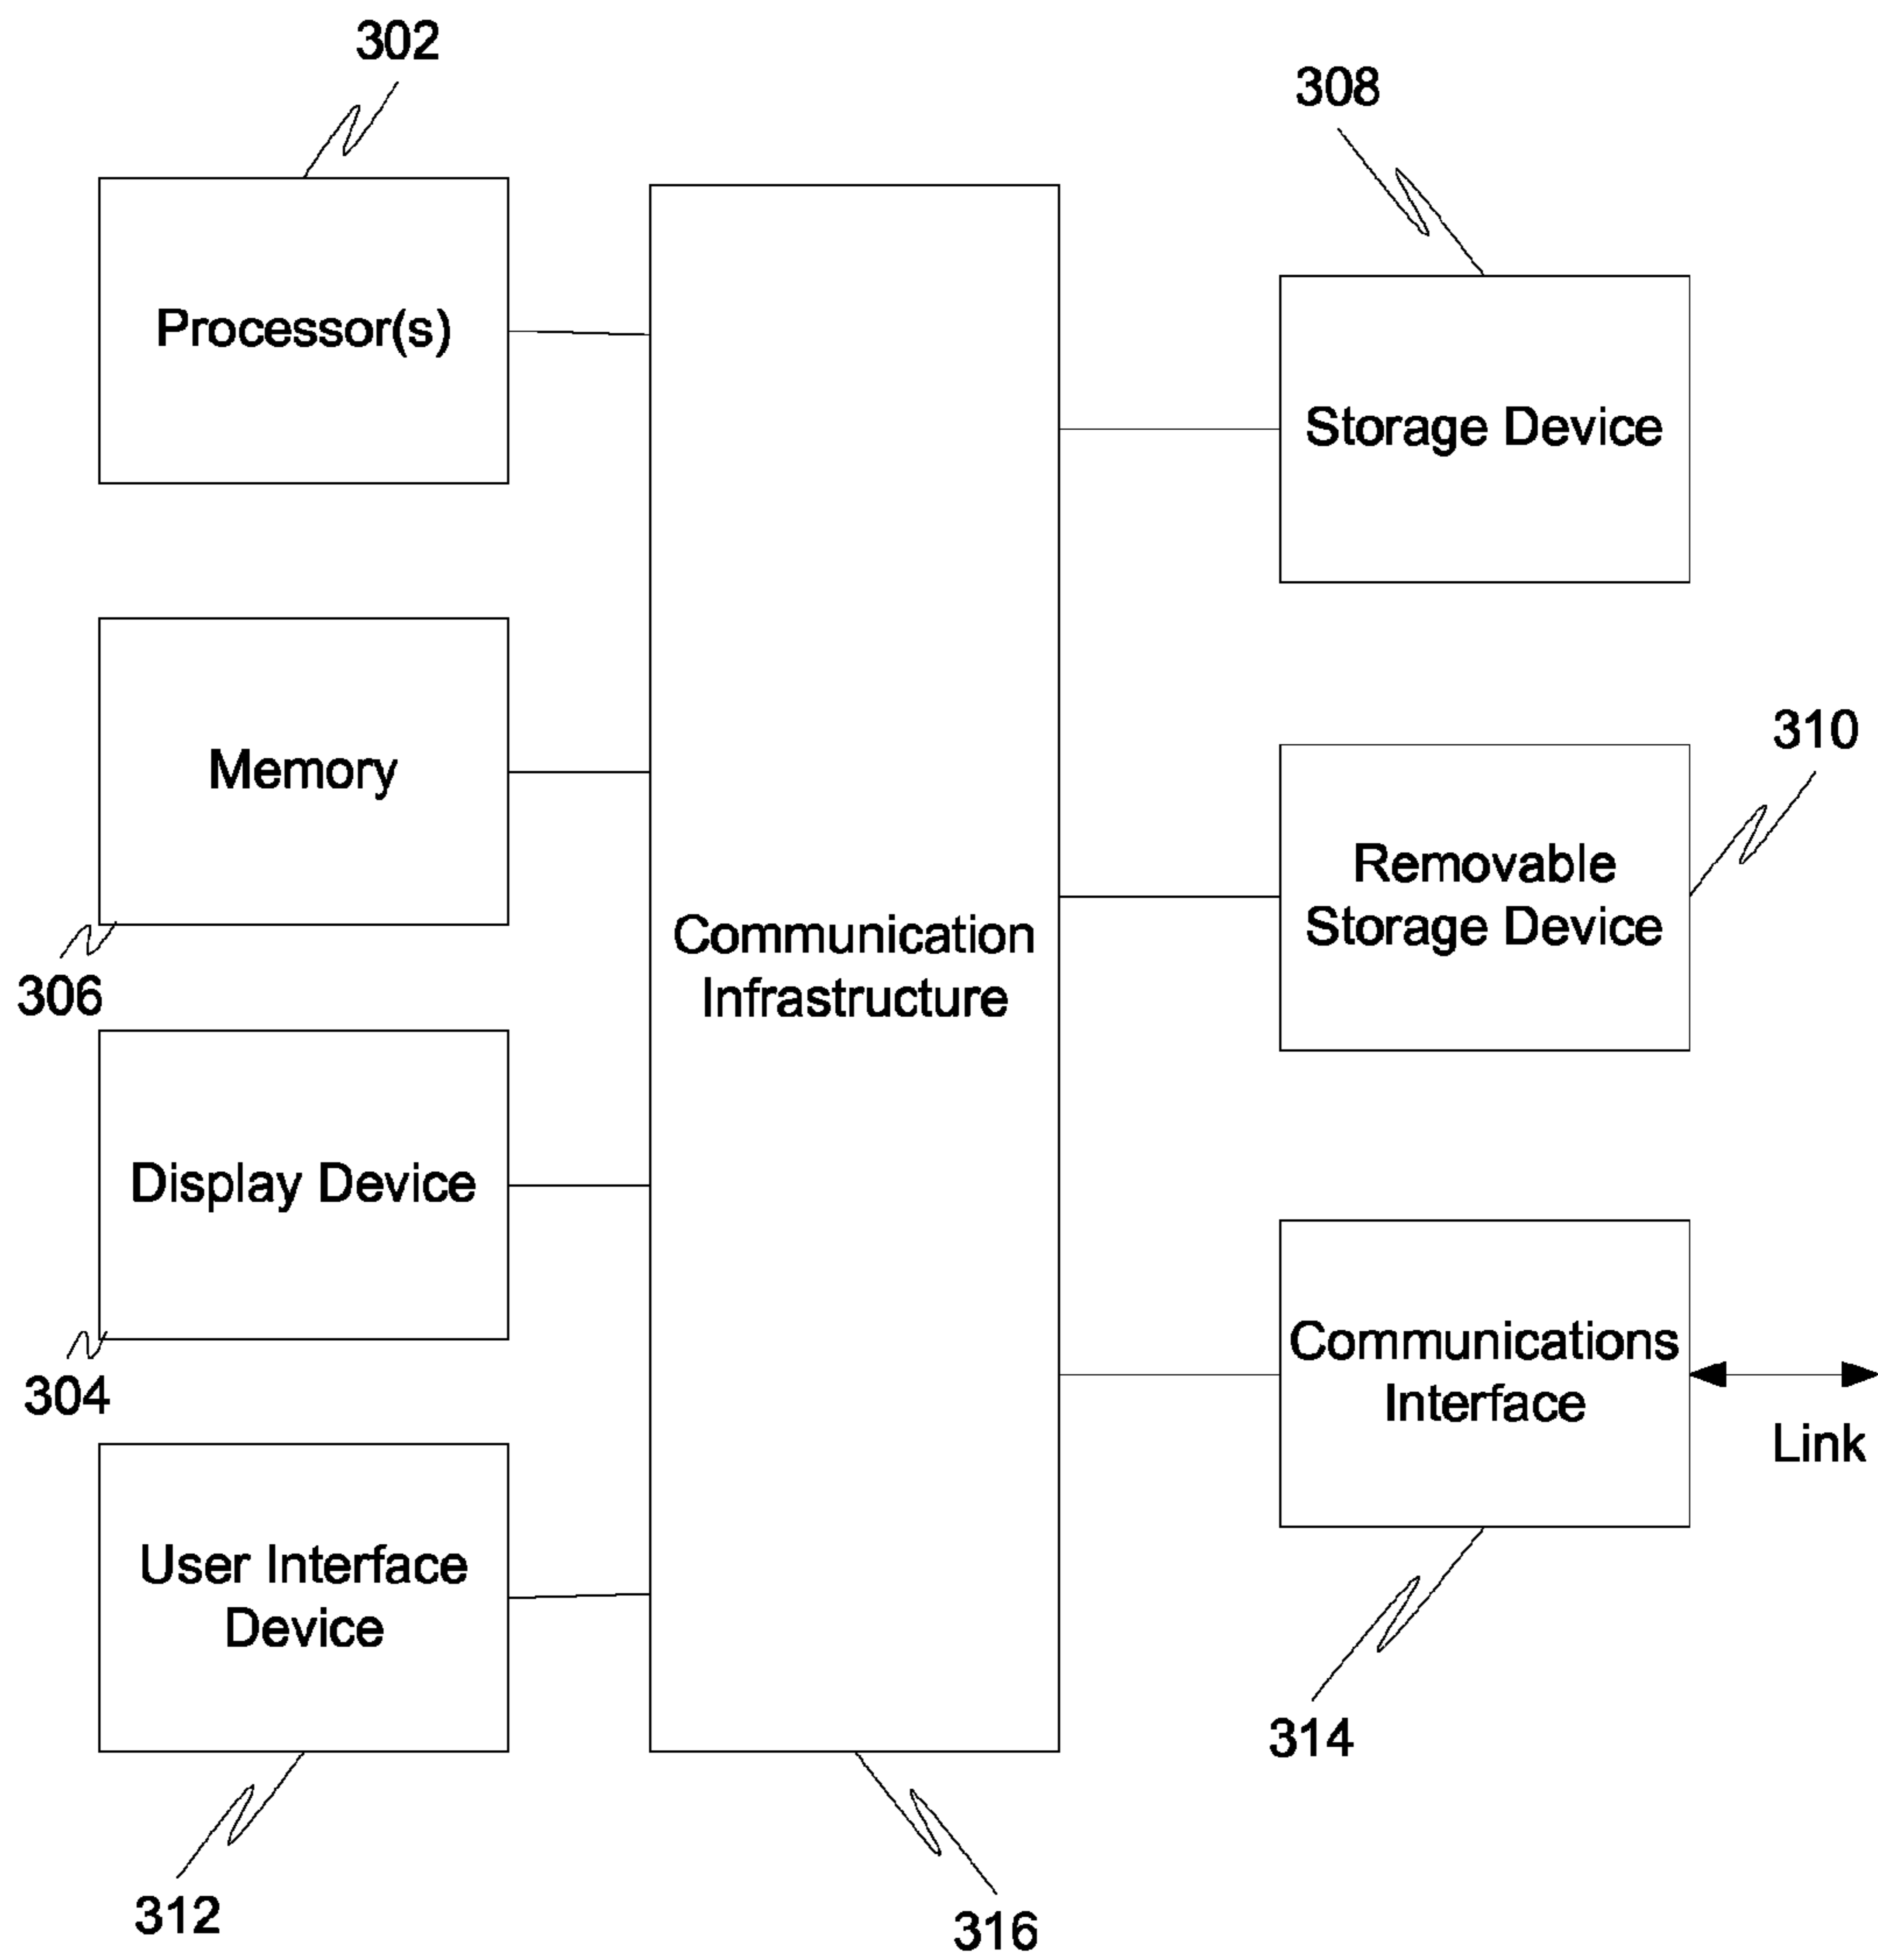 302
308
Processor(s)
Storage Device
310
Memory
Removable
Storage Device
306
Communication
Infrastructure
Display Device
304
Communications
Interface
Link
User Interface
Device
314
312
316